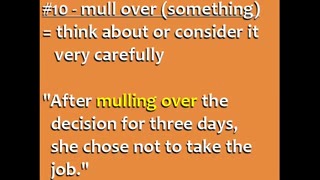 #10 - mull over (something)
= think about or consider it
very carefully
"After mulling over the
decision for three days,
she chose not to take the
job."